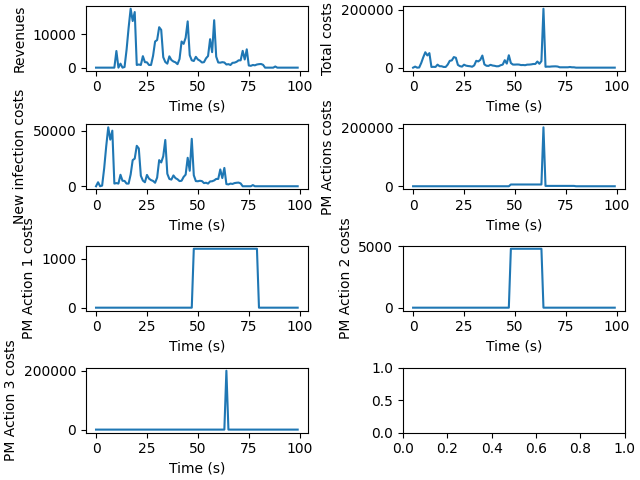 Revenues
10000
0
0 25 50 75 100
Time (s)
Total costs
200000
0
0 25 50 75 100
Time (s)
New infection costs
50000
0
0 25 50 75 100
Time (s)
PM Actions costs
200000
0
0 25 50 75 100
Time (s)
PM Action 1 costs
1000
0
0 25 50 75 100
Time (s)
PM Action 2 costs
5000
0
0 25 50 75 100
Time (s)
PM Action 3 costs
200000
0
0 25 50 75 100
Time (s)
1.0
0.5
0.0
0.0 0.2 0.4 0.6 0.8 1.0